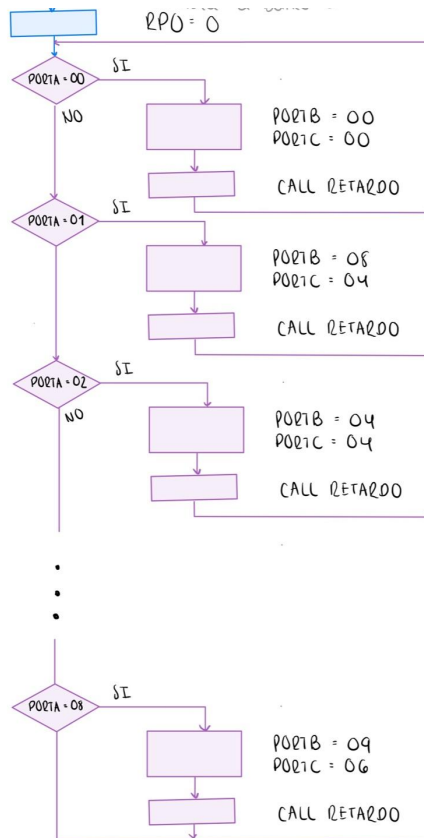 RP0 = 0
PORTA = 00
SI
NO
PORTB = 00
PORTC = 00
CALL RETARDO
PORTA = 01
SI
PORTB = 08
PORTC = 04
CALL RETARDO
PORTA = 02
SI
NO
PORTB = 04
PORTC = 04
CALL RETARDO
PORTA = 08
SI
PORTB = 09
PORTC = 06
CALL RETARDO